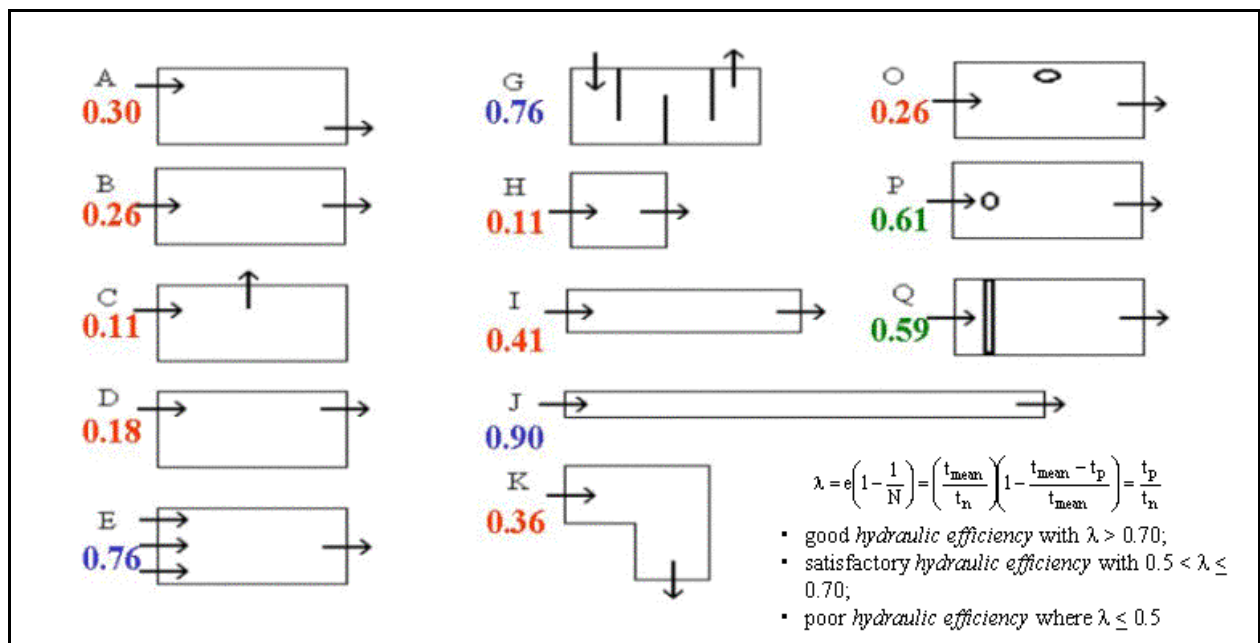 A
0.30
B
0.26
C
0.11
D
0.18
E
0.76
G
0.76
H
0.11
I
0.41
J
0.90
K
0.36
O
0.26
P
0.61
Q
0.59
λ = e(1 - 1/N) = (t_mean/t_n)(1 - (t_mean - t_p)/t_mean) = t_p/t_n
▪ good hydraulic efficiency with λ > 0.70;
▪ satisfactory hydraulic efficiency with 0.5 < λ ≤
0.70;
▪ poor hydraulic efficiency where λ ≤ 0.5